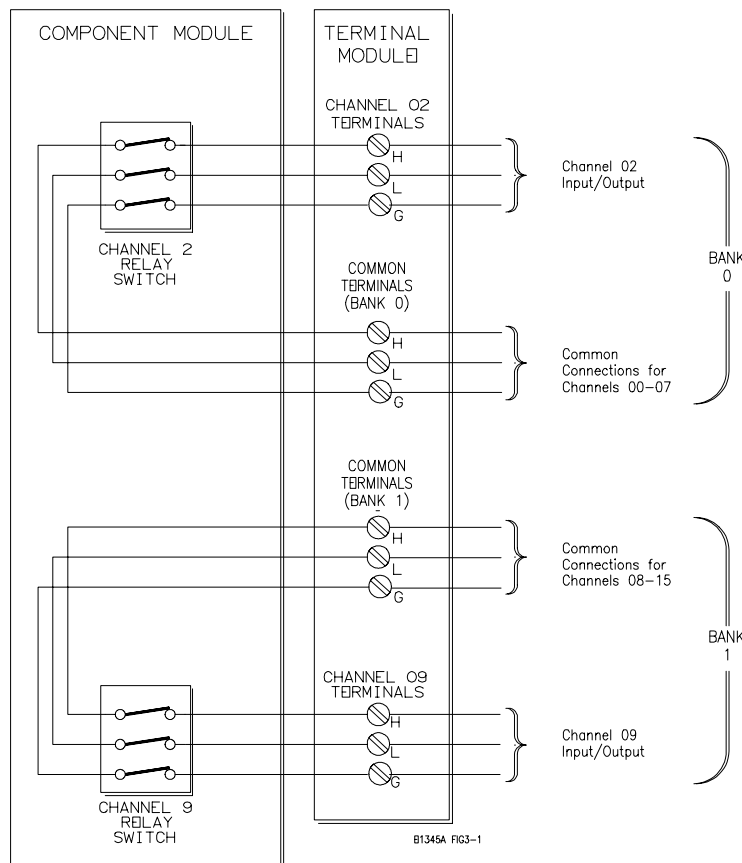 COMPONENT MODULE
TERMINAL
MODULE
CHANNEL 02
TERMINALS
H
L
G
Channel 02
Input/Output
CHANNEL 2
RELAY
SWITCH
BANK
0
COMMON
TERMINALS
(BANK 0)
H
L
G
Common
Connections for
Channels 00-07
COMMON
TERMINALS
(BANK 1)
H
L
G
Common
Connections for
Channels 08-15
BANK
1
CHANNEL 09
TERMINALS
H
L
G
Channel 09
Input/Output
CHANNEL 9
RELAY
SWITCH
B1345A FIG3-1